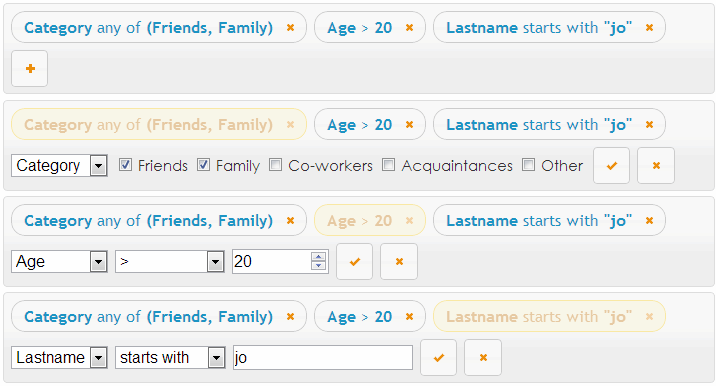 Category any of (Friends, Family) Age > 20 Lastname starts with "jo"
Category any of (Friends, Family) Age > 20 Lastname starts with "jo"
Category Friends Family Co-workers Acquaintances Other
Category any of (Friends, Family) Age > 20 Lastname starts with "jo"
Age > 20
Category any of (Friends, Family) Age > 20 Lastname starts with "jo"
Lastname starts with jo